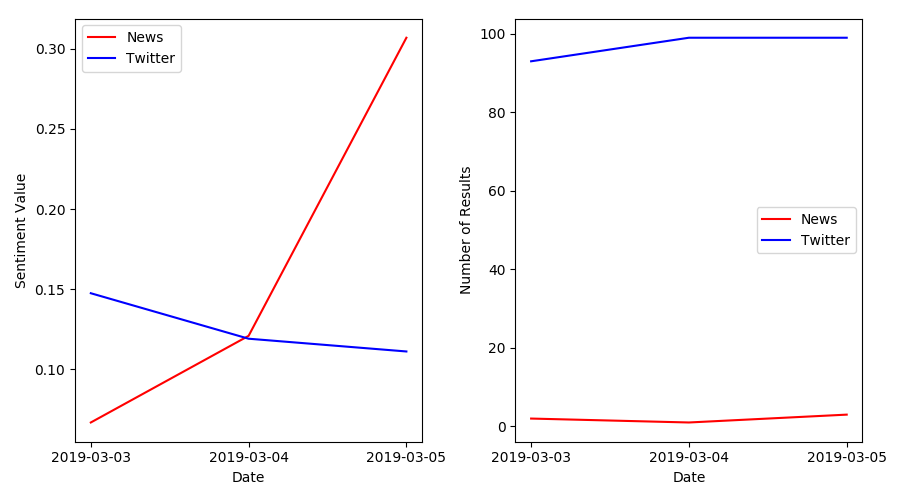 News
Twitter
0.30
0.25
0.20
0.15
0.10
Sentiment Value
2019-03-03 2019-03-04 2019-03-05
Date
100
80
60
40
20
0
Number of Results
News
Twitter
2019-03-03 2019-03-04 2019-03-05
Date